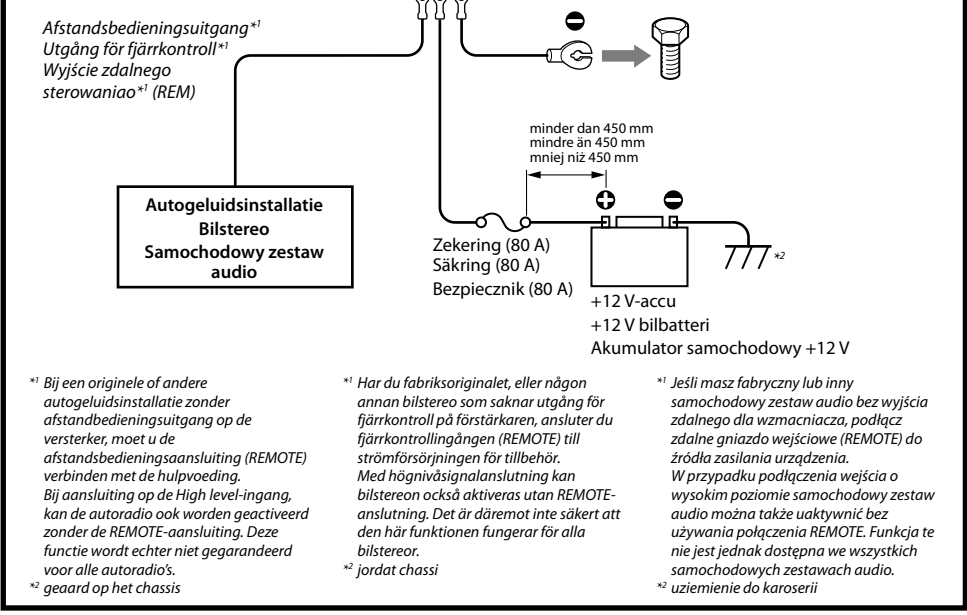 Afstandsbedieningsuitgang*1
Utgång för fjärrkontroll*1
Wyjście zdalnego
sterowaniao*1 (REM)
minder dan 450 mm
mindre än 450 mm
mniej niż 450 mm
Autogeluidsinstallatie
Bilstereo
Samochodowy zestaw
audio
Zekering (80 A)
Säkring (80 A)
Bezpiecznik (80 A)
*2
+12 V-accu
+12 V bilbatteri
Akumulator samochodowy +12 V
*1 Bij een originele of andere
autogeluidsinstallatie zonder
afstandbedieningsuitgang op de
versterker, moet u de
afstandsbedieningsaansluiting (REMOTE)
verbinden met de hulpvoeding.
Bij aansluiting op de High level-ingang,
kan de autoradio ook worden geactiveerd
zonder de REMOTE-aansluiting. Deze
functie wordt echter niet gegarandeerd
voor alle autoradio's.
*2 geaard op het chassis
*1 Har du fabriksoriginalet, eller någon
annan bilstereo som saknar utgång för
fjärrkontroll på förstärkaren, ansluter du
fjärrkontrollingången (REMOTE) till
strömförsörjningen för tillbehör.
Med högnivåsignalanslutning kan
bilstereon också aktiveras utan REMOTE-
anslutning. Det är däremot inte säkert att
den här funktionen fungerar för alla
bilstereor.
*2 jordat chassi
*1 Jeśli masz fabryczny lub inny
samochodowy zestaw audio bez wyjścia
zdalnego dla wzmacniacza, podłącz
zdalne gniazdo wejściowe (REMOTE) do
źródła zasilania urządzenia.
W przypadku podłączenia wejścia o
wysokim poziomie samochodowy zestaw
audio można także uaktywnić bez
używania połączenia REMOTE. Funkcja te
nie jest jednak dostępna we wszystkich
samochodowych zestawach audio.
*2 uziemienie do karoserii